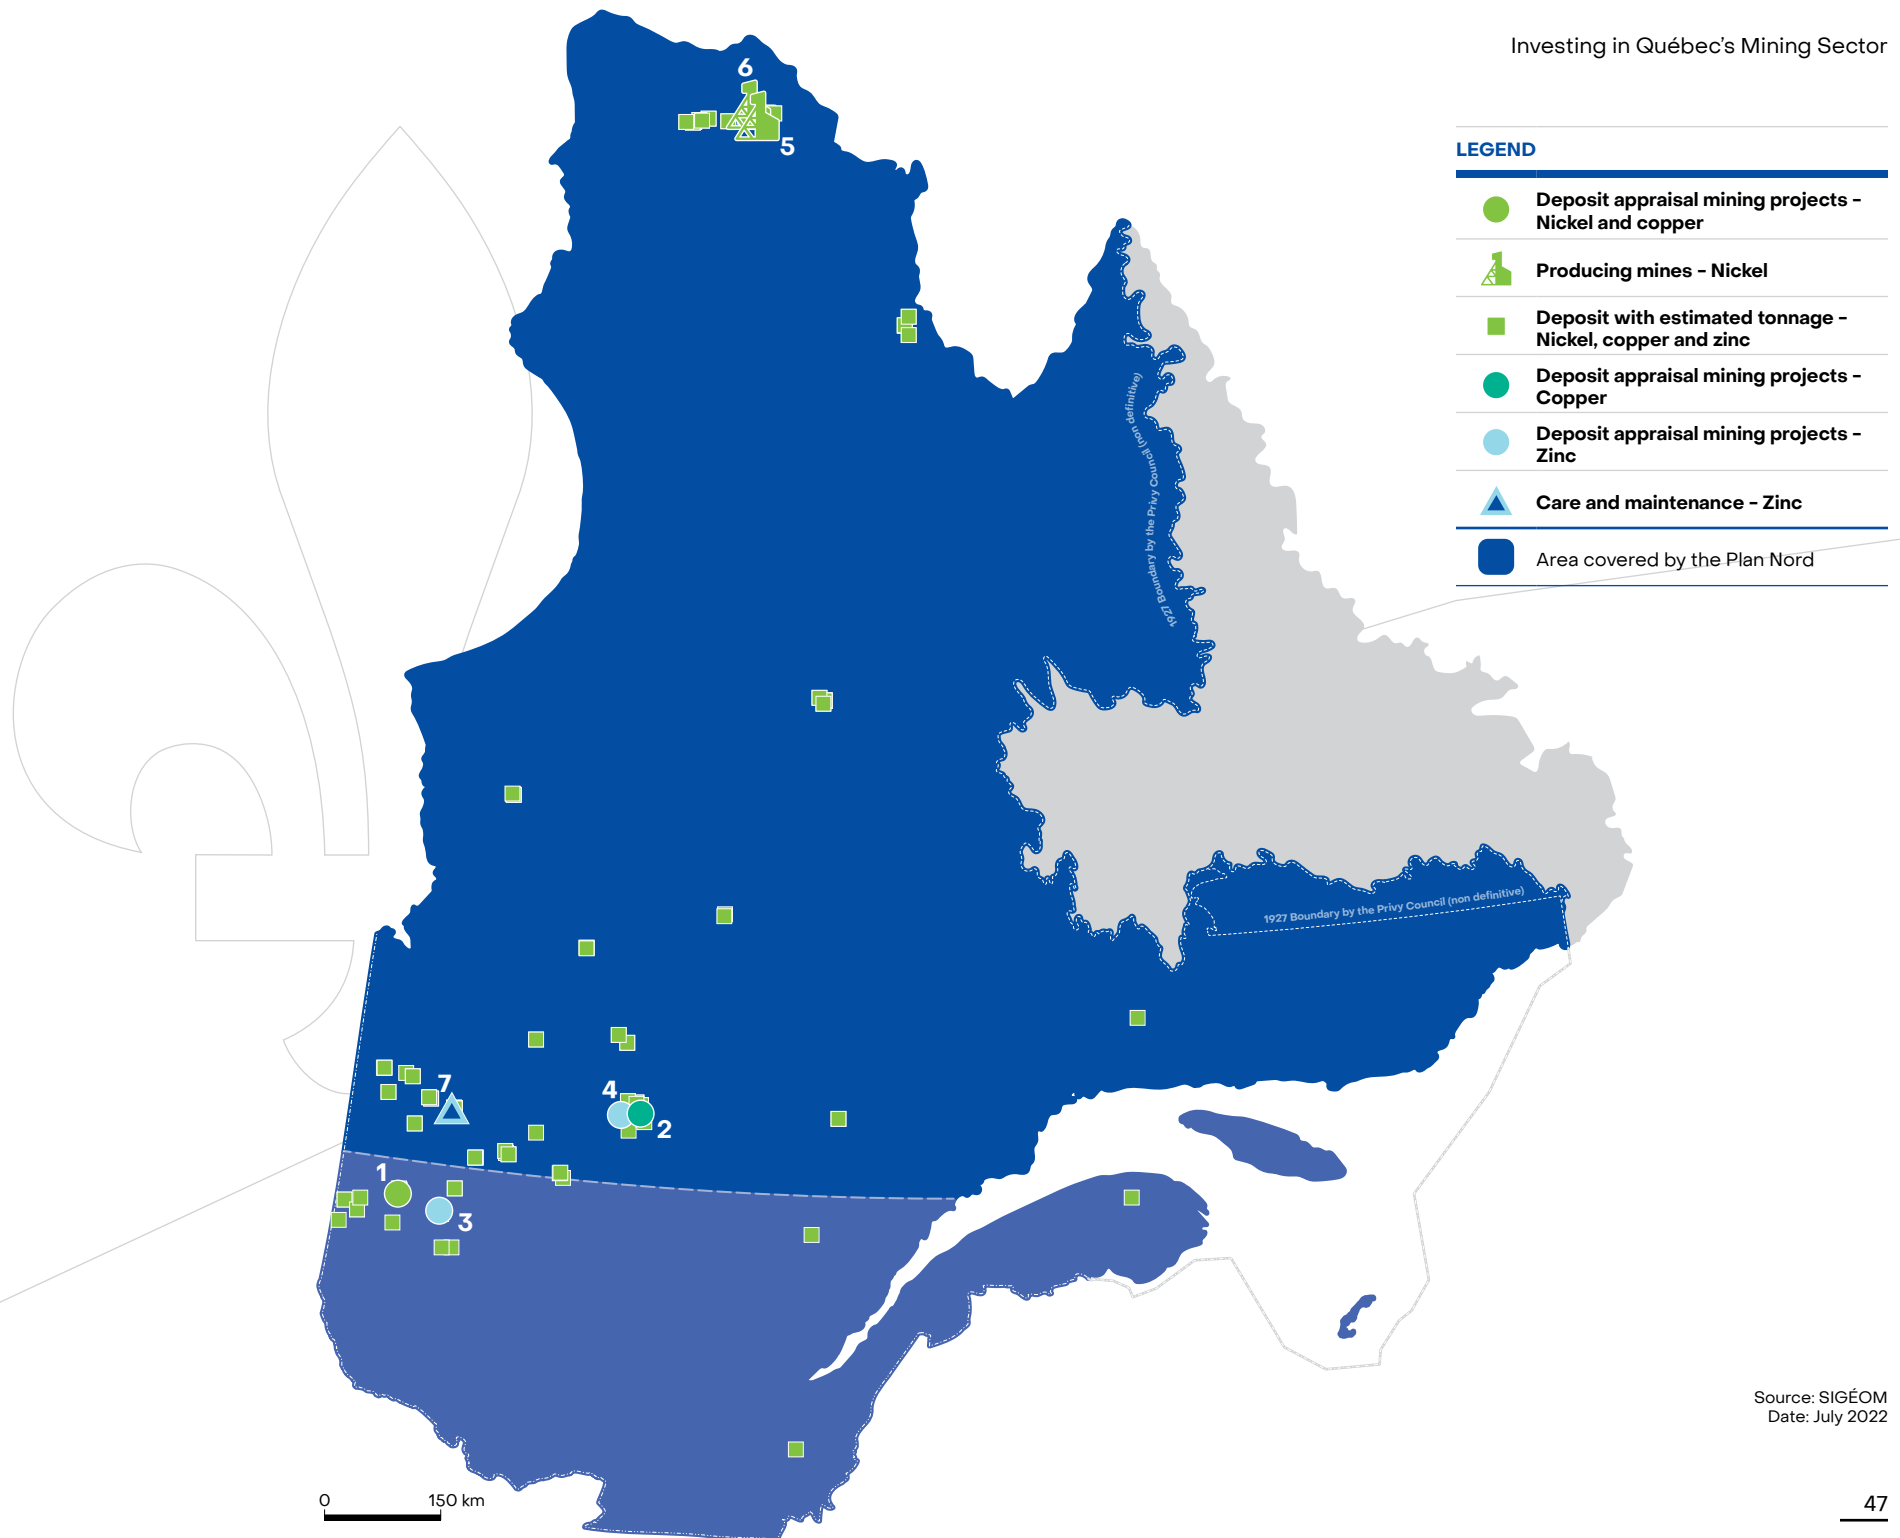 Investing in Québec's Mining Sector
LEGEND
Deposit appraisal mining projects –
Nickel and copper
Producing mines – Nickel
Deposit with estimated tonnage –
Nickel, copper and zinc
Deposit appraisal mining projects –
Copper
Deposit appraisal mining projects –
Zinc
Care and maintenance – Zinc
Area covered by the Plan Nord
6
5
1927 Boundary by the Privy Council (non definitive)
1927 Boundary by the Privy Council (non definitive)
7
4
2
1
3
0
150 km
Source: SIGÉOM
Date: July 2022
47